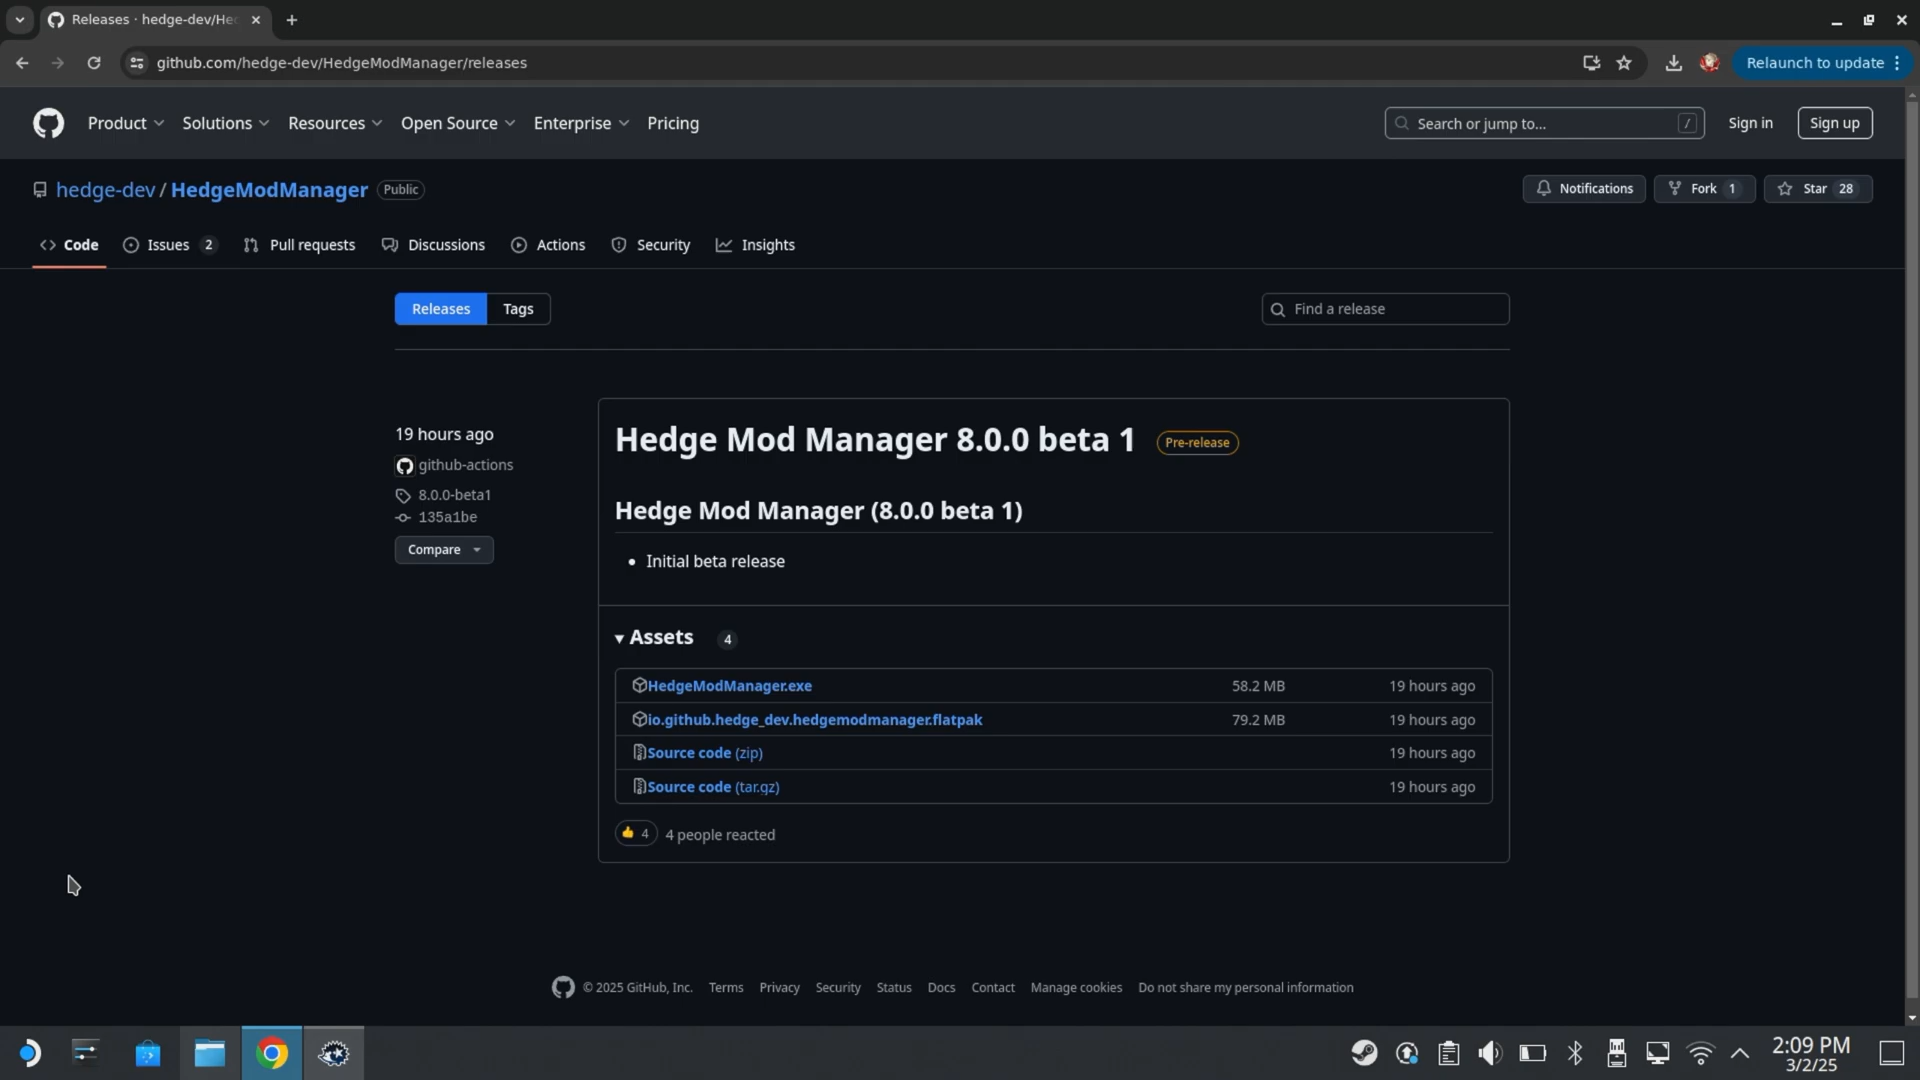 Releases · hedge-dev/Hec
github.com/hedge-dev/HedgeModManager/releases
Relaunch to update
Product
Solutions
Resources
Open Source
Enterprise
Pricing
Search or jump to...
/
Sign in
Sign up
hedge-dev / HedgeModManager
Public
Notifications
Fork 1
Star 28
Code
Issues 2
Pull requests
Discussions
Actions
Security
Insights
Releases
Tags
Find a release
19 hours ago
github-actions
8.0.0-beta1
135a1be
Compare
Hedge Mod Manager 8.0.0 beta 1
Pre-release
Hedge Mod Manager (8.0.0 beta 1)
Initial beta release
Assets 4
HedgeModManager.exe 58.2 MB 19 hours ago
io.github.hedge_dev.hedgemodmanager.flatpak 79.2 MB 19 hours ago
Source code (zip) 19 hours ago
Source code (tar.gz) 19 hours ago
4
4 people reacted
© 2025 GitHub, Inc. Terms Privacy Security Status Docs Contact Manage cookies Do not share my personal information
2:09 PM
3/2/25